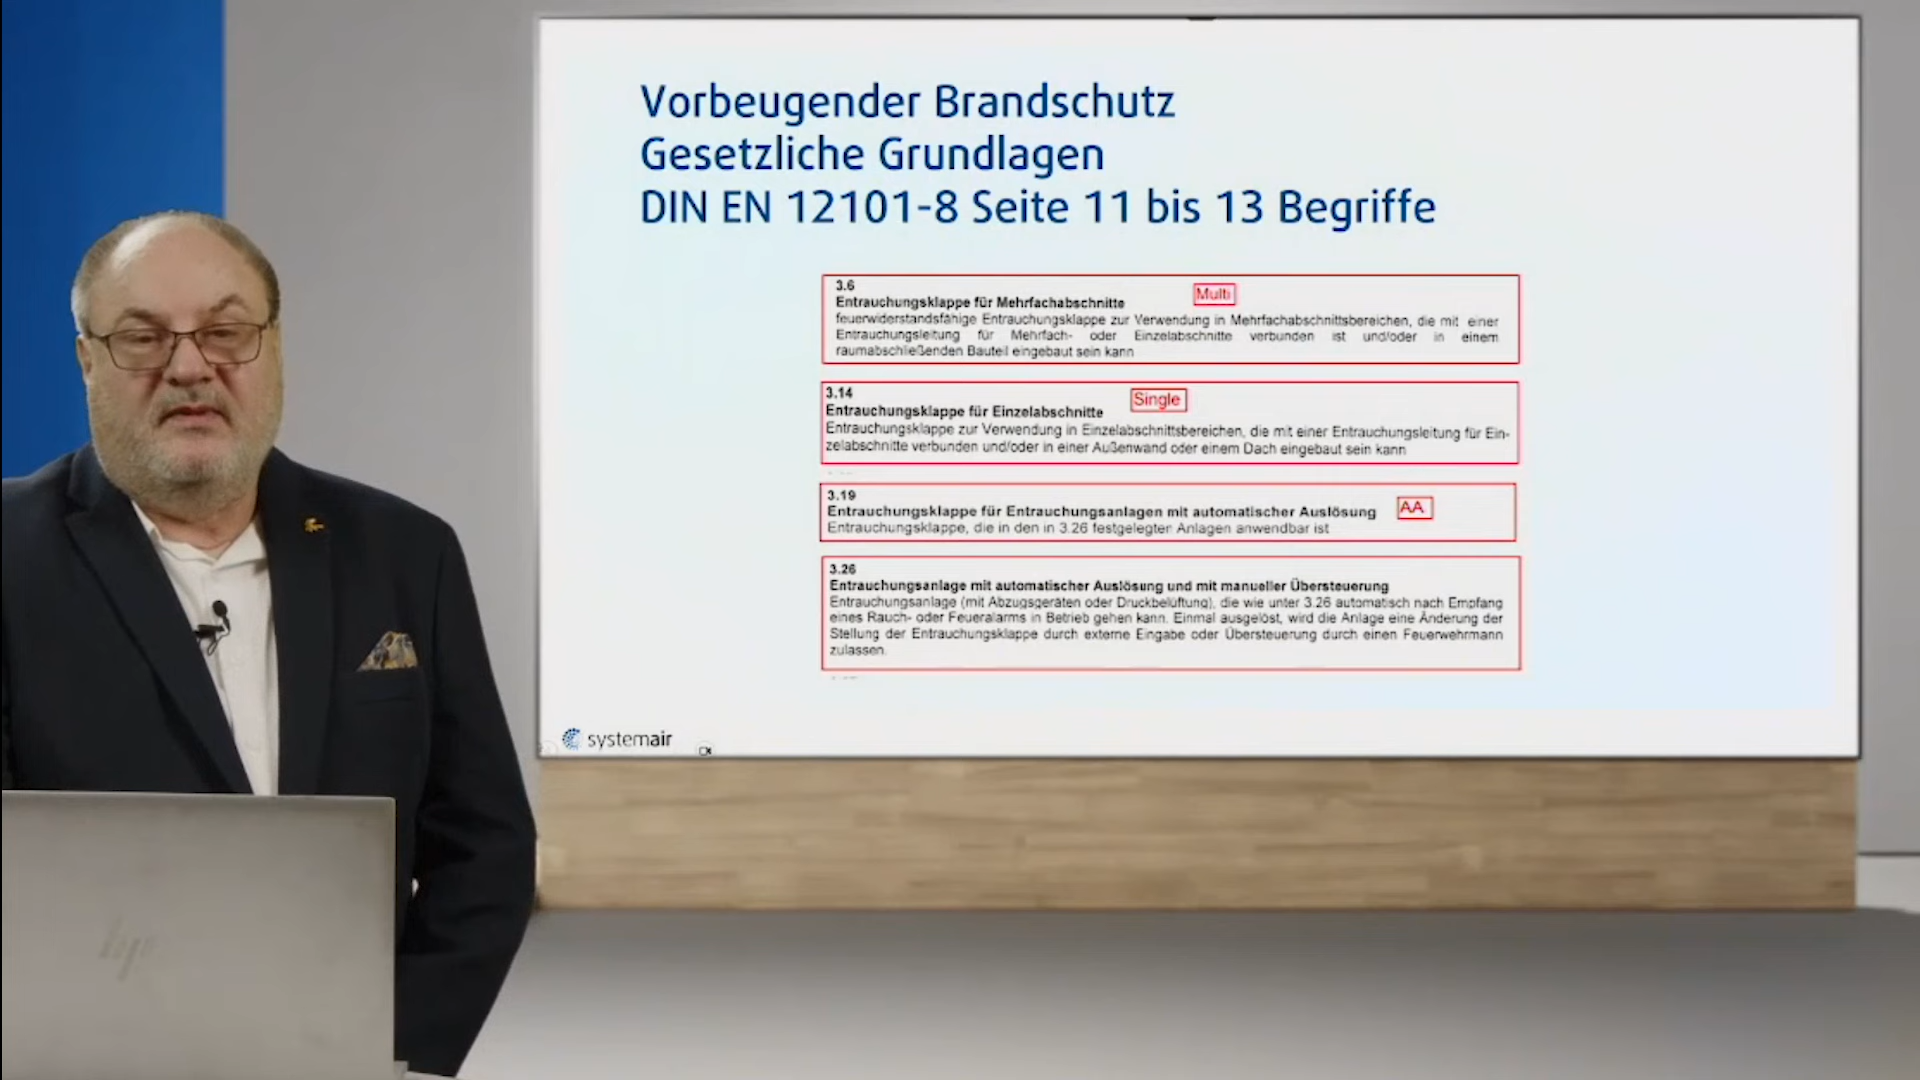 Vorbeugender Brandschutz
Gesetzliche Grundlagen
DIN EN 12101-8 Seite 11 bis 13 Begriffe
3.6
Multi
Entrauchungsklappe für Mehrfachabschnitte
feuerwiderstandsfähige Entrauchungsklappe zur Verwendung in Mehrfachabschnittsbereichen, die mit einer
Entrauchungsleitung für Mehrfach- oder Einzelabschnitte verbunden ist und/oder in einem
raumabschließenden Bauteil eingebaut sein kann
3.14
Single
Entrauchungsklappe für Einzelabschnitte
Entrauchungsklappe zur Verwendung in Einzelabschnittsbereichen, die mit einer Entrauchungsleitung für Ein-
zelabschnitte verbunden und/oder in einer Außenwand oder einem Dach eingebaut sein kann
3.19
Entrauchungsklappe für Entrauchungsanlagen mit automatischer Auslösung
AA
Entrauchungsklappe, die in den in 3.26 festgelegten Anlagen anwendbar ist
3.26
Entrauchungsanlage mit automatischer Auslösung und mit manueller Übersteuerung
Entrauchungsanlage (mit Abzugsgeräten oder Druckbelüftung), die wie unter 3.26 automatisch nach Empfang
eines Rauch- oder Feueralarms in Betrieb gehen kann. Einmal ausgelöst, wird die Anlage eine Änderung der
Stellung der Entrauchungsklappe durch externe Eingabe oder Übersteuerung durch einen Feuerwehrmann
zulassen.
systemair
hp